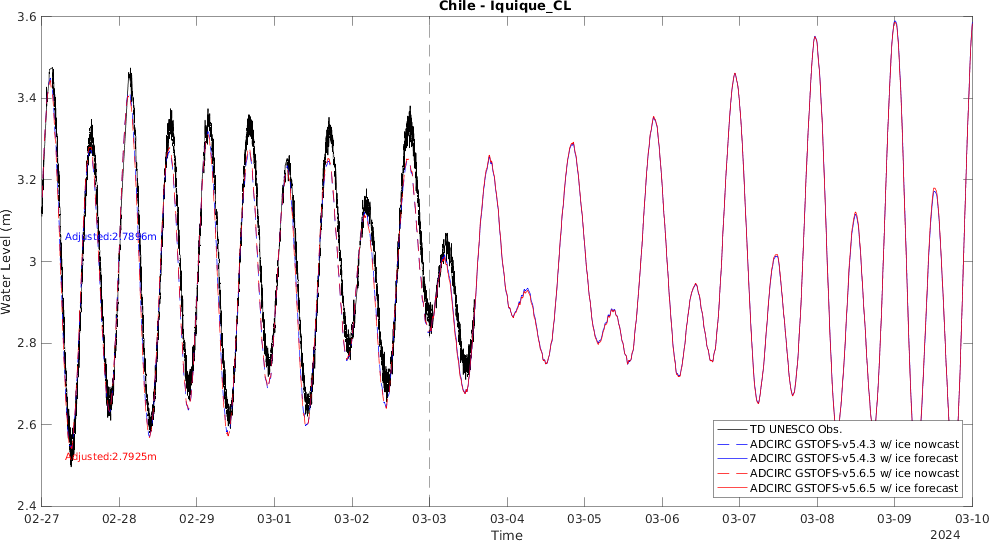 Chile - Iquique_CL
3.6
3.4
3.2
3
2.8
2.6
2.4
Water Level (m)
Adjusted:2.7896m
Adjusted:2.7925m
TD UNESCO Obs.
ADCIRC GSTOFS-v5.4.3 w/ ice nowcast
ADCIRC GSTOFS-v5.4.3 w/ ice forecast
ADCIRC GSTOFS-v5.6.5 w/ ice nowcast
ADCIRC GSTOFS-v5.6.5 w/ ice forecast
02-27 02-28 02-29 03-01 03-02 03-03 03-04 03-05 03-06 03-07 03-08 03-09 03-10
Time
2024